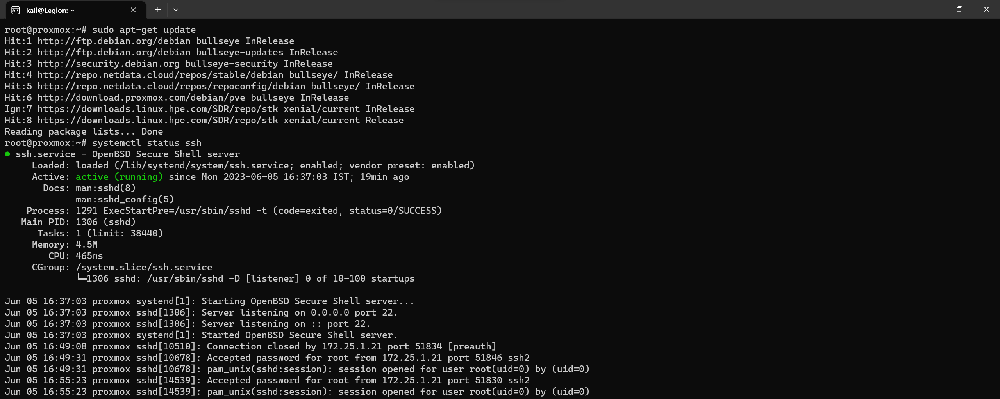 kali@Legion: ~
root@proxmox:~# sudo apt-get update
Hit:1 http://ftp.debian.org/debian bullseye InRelease
Hit:2 http://ftp.debian.org/debian bullseye-updates InRelease
Hit:3 http://security.debian.org bullseye-security InRelease
Hit:4 http://repo.netdata.cloud/repos/stable/debian bullseye/ InRelease
Hit:5 http://repo.netdata.cloud/repos/repoconfig/debian bullseye/ InRelease
Hit:6 http://download.proxmox.com/debian/pve bullseye InRelease
Ign:7 https://downloads.linux.hpe.com/SDR/repo/stk xenial/current InRelease
Hit:8 https://downloads.linux.hpe.com/SDR/repo/stk xenial/current Release
Reading package lists... Done
root@proxmox:~# systemctl status ssh
● ssh.service - OpenBSD Secure Shell server
     Loaded: loaded (/lib/systemd/system/ssh.service; enabled; vendor preset: enabled)
     Active: active (running) since Mon 2023-06-05 16:37:03 IST; 19min ago
       Docs: man:sshd(8)
             man:sshd_config(5)
    Process: 1291 ExecStartPre=/usr/sbin/sshd -t (code=exited, status=0/SUCCESS)
   Main PID: 1306 (sshd)
      Tasks: 1 (limit: 38440)
     Memory: 4.5M
        CPU: 465ms
     CGroup: /system.slice/ssh.service
             └─1306 sshd: /usr/sbin/sshd -D [listener] 0 of 10-100 startups
Jun 05 16:37:03 proxmox systemd[1]: Starting OpenBSD Secure Shell server...
Jun 05 16:37:03 proxmox sshd[1306]: Server listening on 0.0.0.0 port 22.
Jun 05 16:37:03 proxmox sshd[1306]: Server listening on :: port 22.
Jun 05 16:37:03 proxmox systemd[1]: Started OpenBSD Secure Shell server.
Jun 05 16:49:08 proxmox sshd[10510]: Connection closed by 172.25.1.21 port 51834 [preauth]
Jun 05 16:49:31 proxmox sshd[10678]: Accepted password for root from 172.25.1.21 port 51846 ssh2
Jun 05 16:49:31 proxmox sshd[10678]: pam_unix(sshd:session): session opened for user root(uid=0) by (uid=0)
Jun 05 16:55:23 proxmox sshd[14539]: Accepted password for root from 172.25.1.21 port 51830 ssh2
Jun 05 16:55:23 proxmox sshd[14539]: pam_unix(sshd:session): session opened for user root(uid=0) by (uid=0)